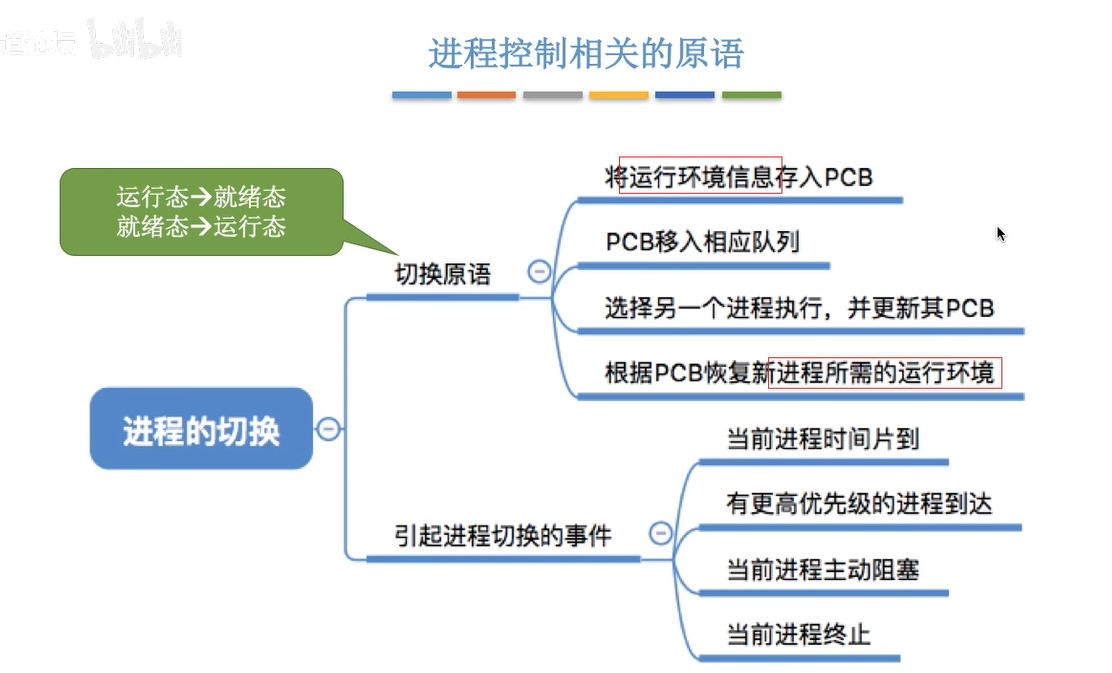 bilibili
进程控制相关的原语
运行态→就绪态
就绪态→运行态
切换原语
将运行环境信息存入PCB
PCB移入相应队列
选择另一个进程执行，并更新其PCB
根据PCB恢复新进程所需的运行环境
进程的切换
引起进程切换的事件
当前进程时间片到
有更高优先级的进程到达
当前进程主动阻塞
当前进程终止